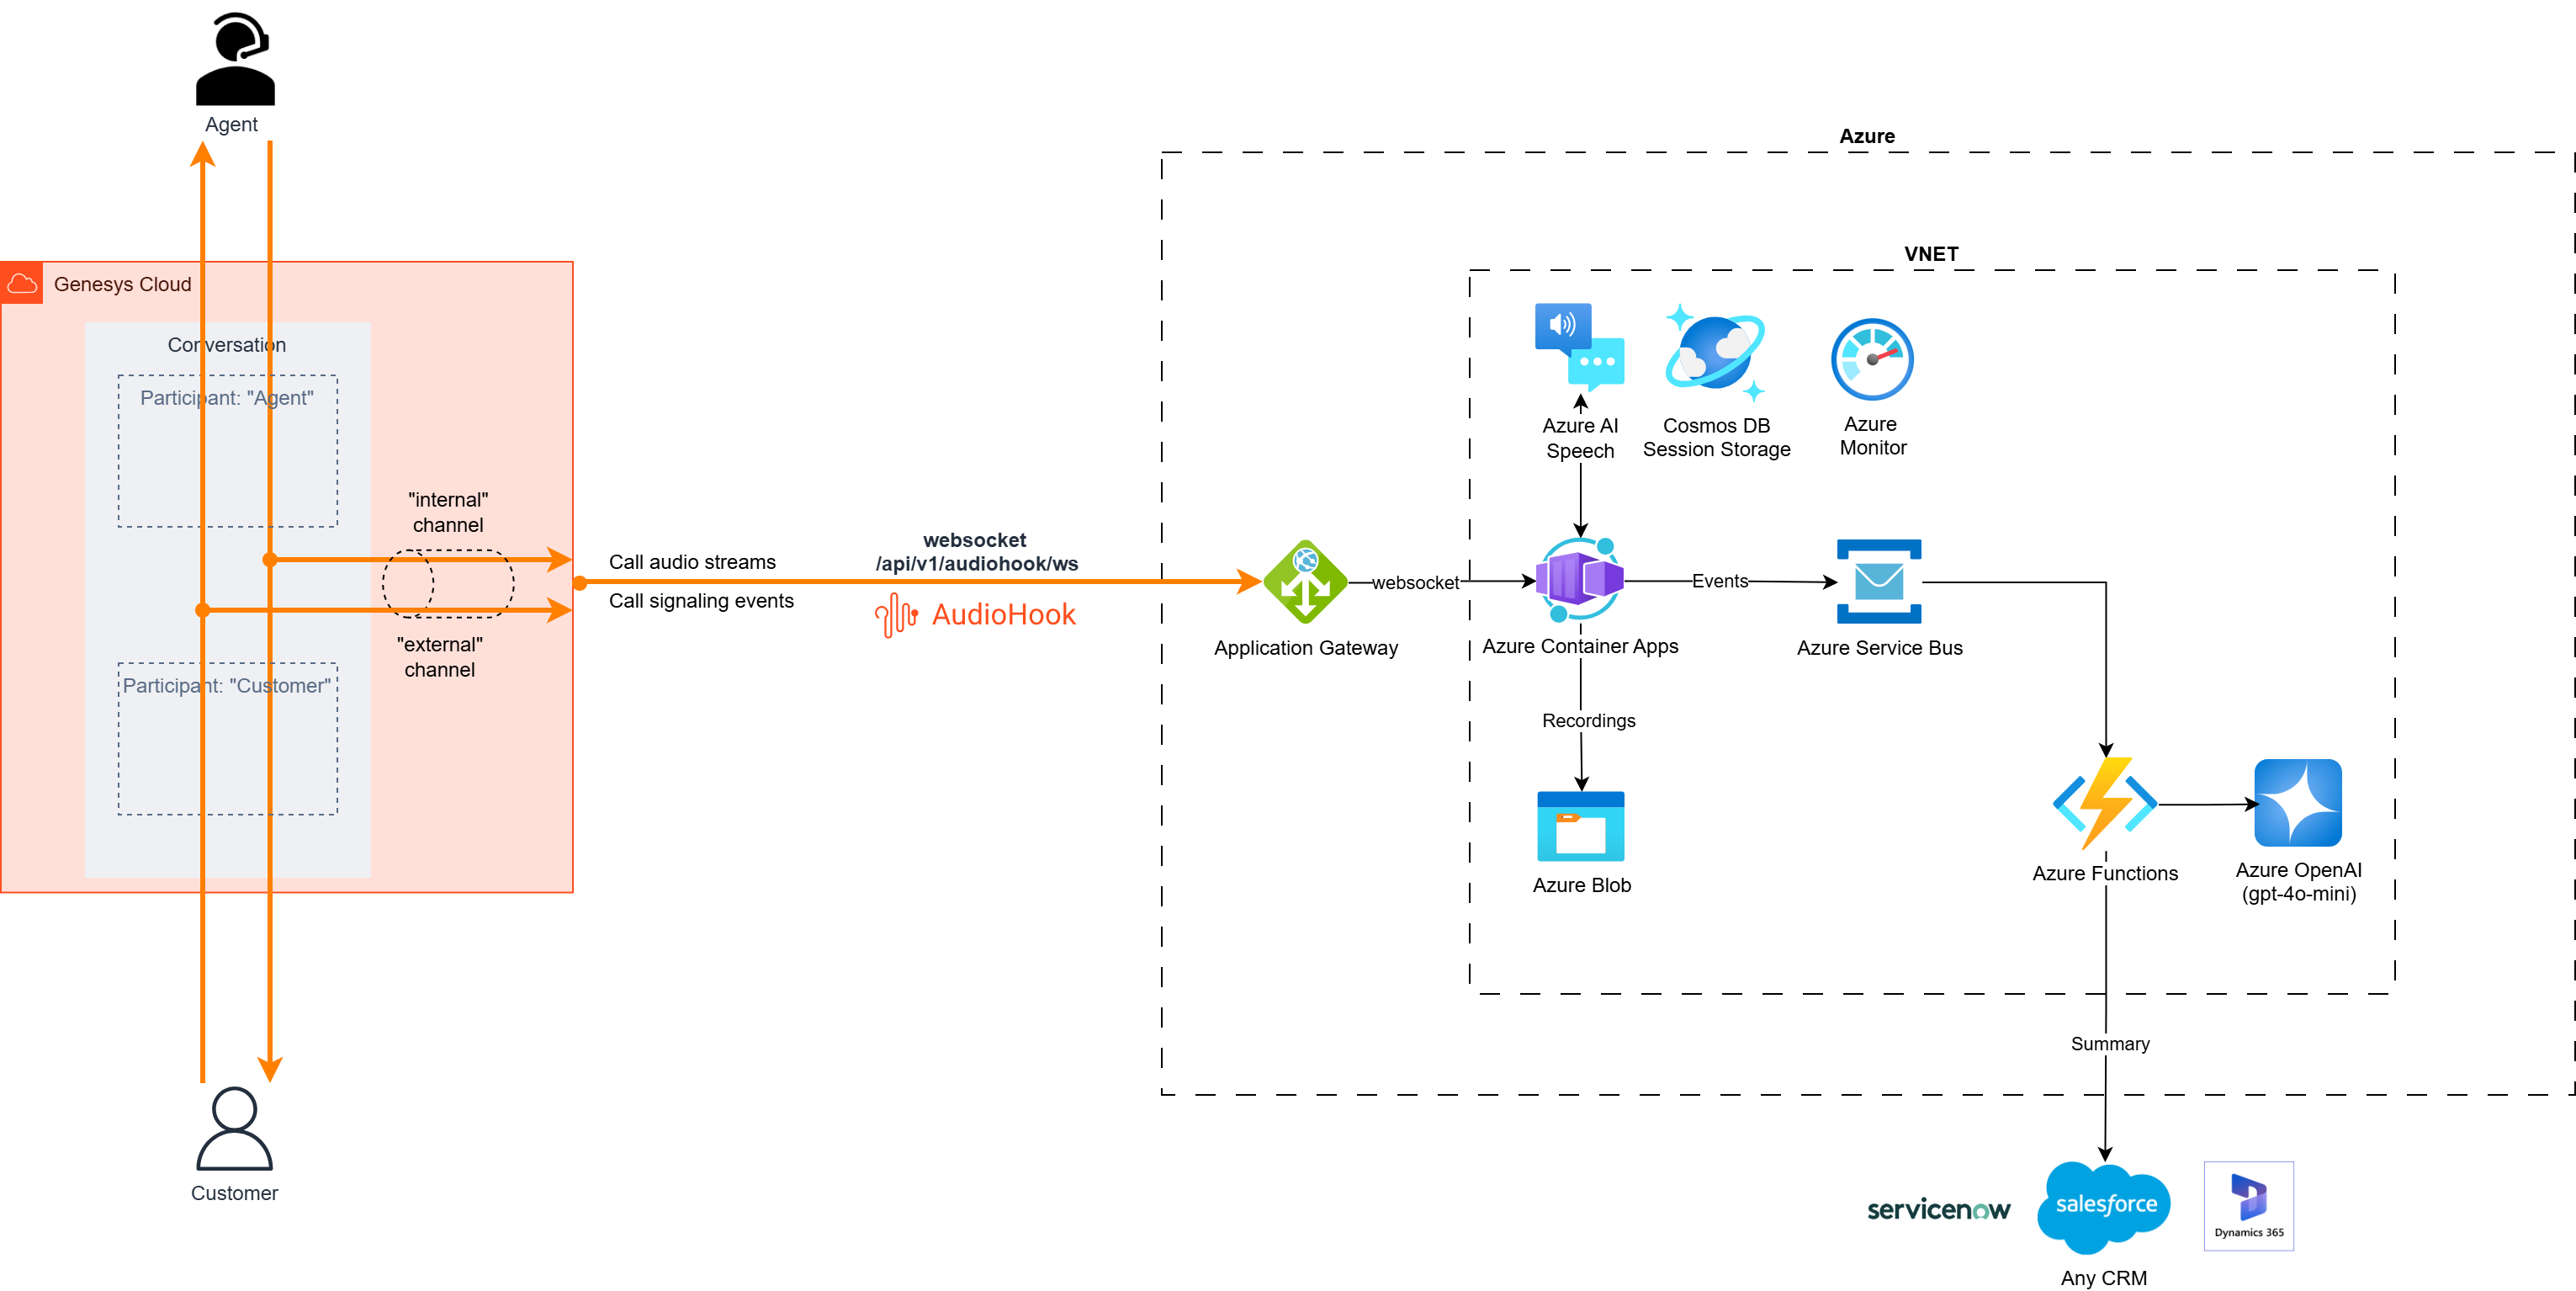 Agent
Genesys Cloud
Conversation
Participant: "Agent"
"internal"
channel
"external"
channel
Participant: "Customer"
Customer
Call audio streams
Call signaling events
websocket
/api/v1/audiohook/ws
AudioHook
Azure
VNET
Azure AI
Speech
Cosmos DB
Session Storage
Azure
Monitor
Application Gateway
websocket
Azure Container Apps
Events
Azure Service Bus
Recordings
Azure Blob
Azure Functions
Azure OpenAI
(gpt-4o-mini)
Summary
servicenow
salesforce
Dynamics 365
Any CRM